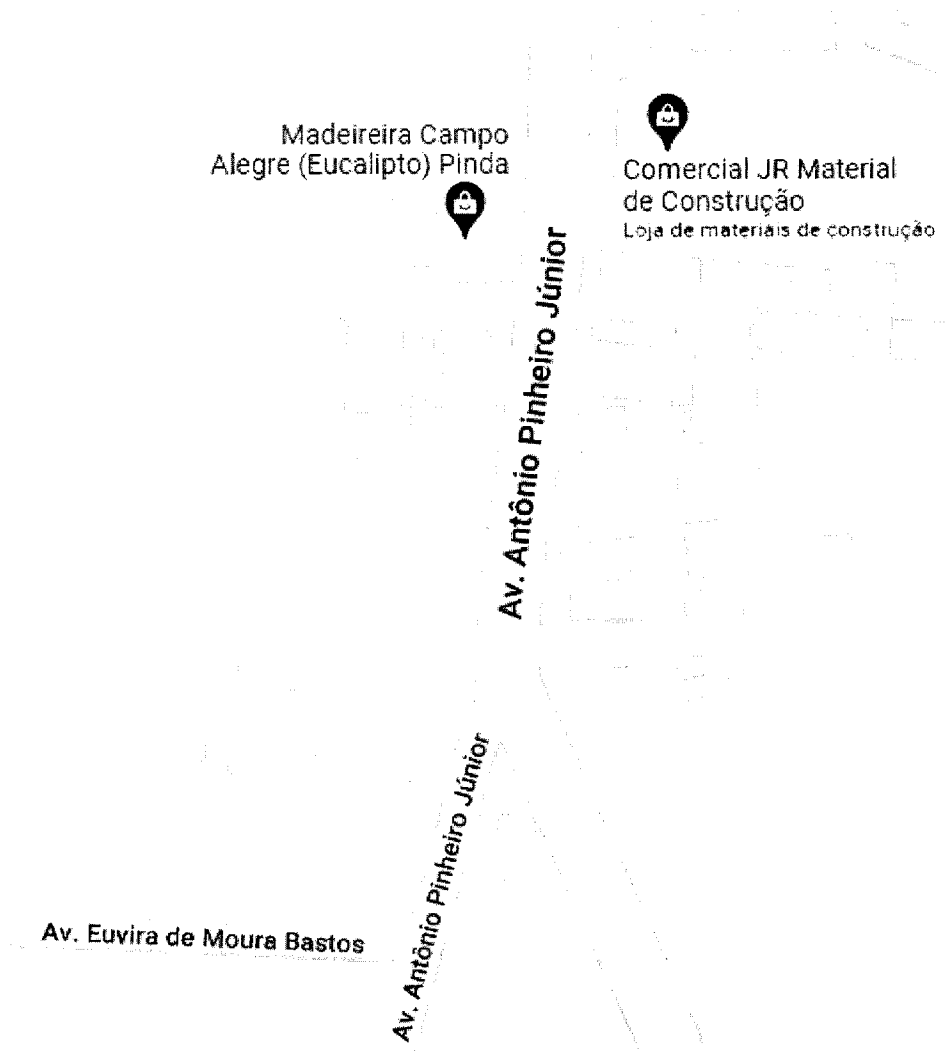 Madeireira Campo
Alegre (Eucalipto) Pinda
Comercial JR Material
de Construção
Loja de materiais de construção
Av. Antônio Pinheiro Júnior
Av. Antônio Pinheiro Júnior
Av. Euvira de Moura Bastos